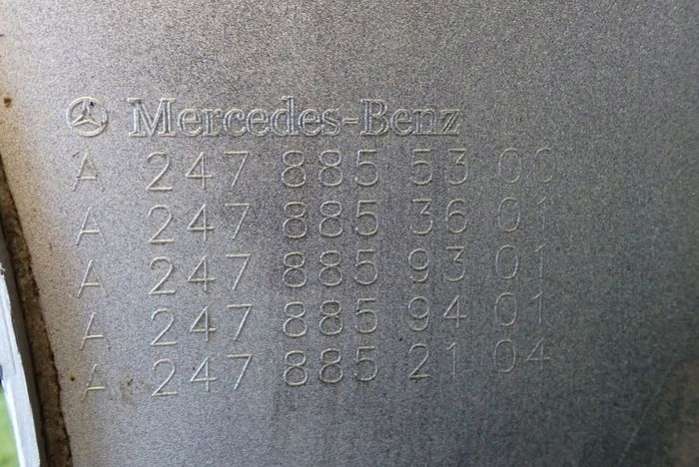 Mercedes-Benz
A 247 885 53 00
A 247 885 36 01
A 247 885 93 01
A 247 885 94 01
A 247 885 21 04